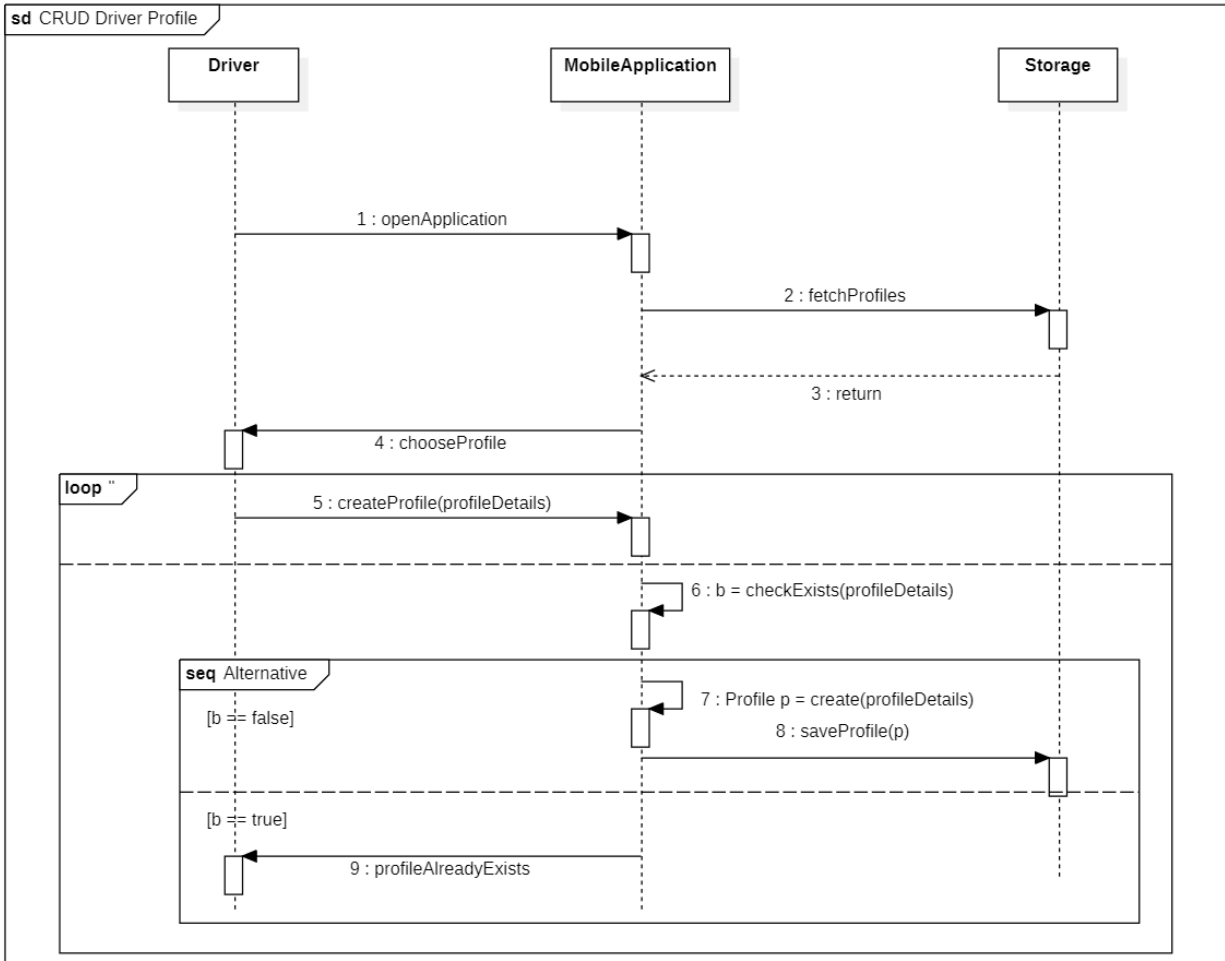 sd CRUD Driver Profile
Driver
MobileApplication
Storage
1 : openApplication
2 : fetchProfiles
3 : return
4 : chooseProfile
loop "
5 : createProfile(profileDetails)
6 : b = checkExists(profileDetails)
seq Alternative
7 : Profile p = create(profileDetails)
[b == false]
8 : saveProfile(p)
[b == true]
9 : profileAlreadyExists